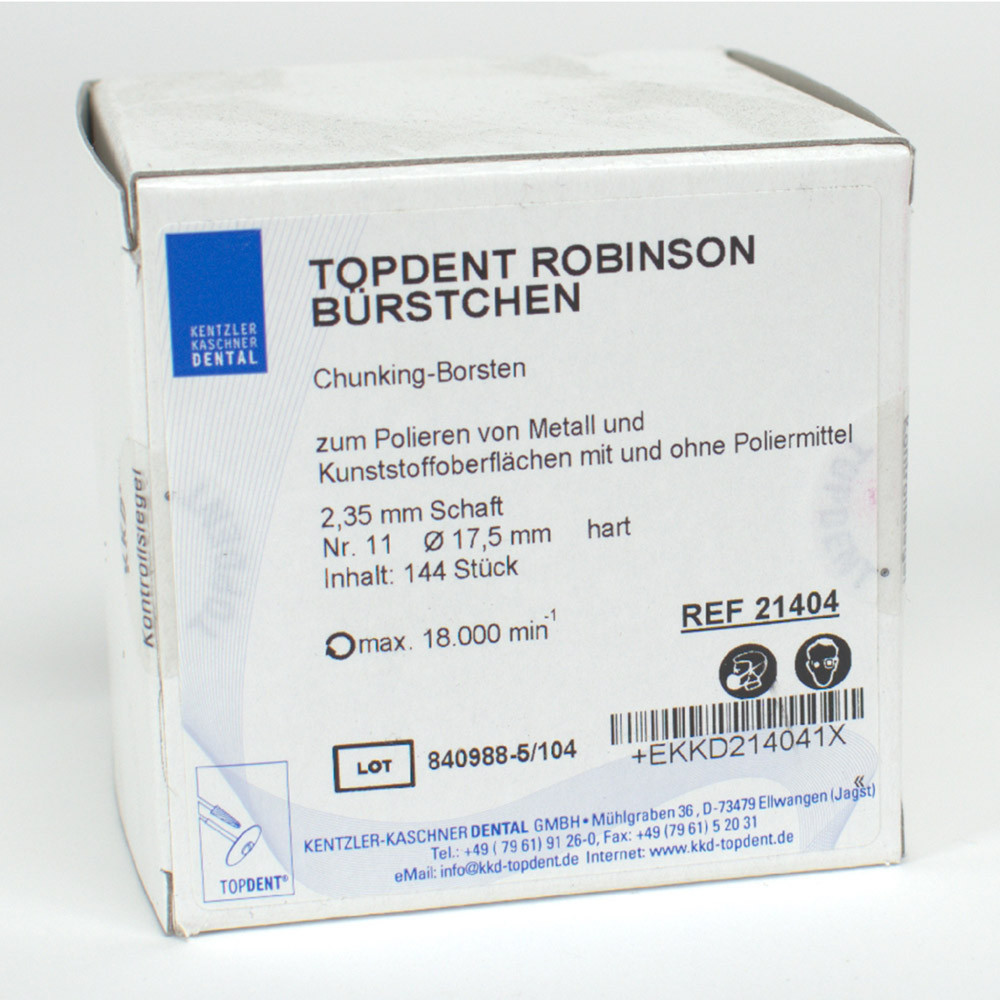 KENTZLER
KASCHNER
DENTAL
TOPDENT ROBINSON
BÜRSTCHEN
Chunking-Borsten
zum Polieren von Metall und
Kunststoffoberflächen mit und ohne Poliermittel
2,35 mm Schaft
Nr. 11 Ø 17,5 mm hart
Inhalt: 144 Stück
max. 18.000 min-1
REF 21404
LOT 840988-5/104
+EKKD214041X
«
KENTZLER-KASCHNER DENTAL GMBH • Mühlgraben 36, D-73479 Ellwangen (Jagst)
Tel.: +49 (79 61) 91 26-0, Fax: +49 (79 61) 5 20 31
eMail: info@kkd-topdent.de Internet: www.kkd-topdent.de
TOPDENT®
KKD-
Kontrollsiegel
TOPDENT
TOPDENT